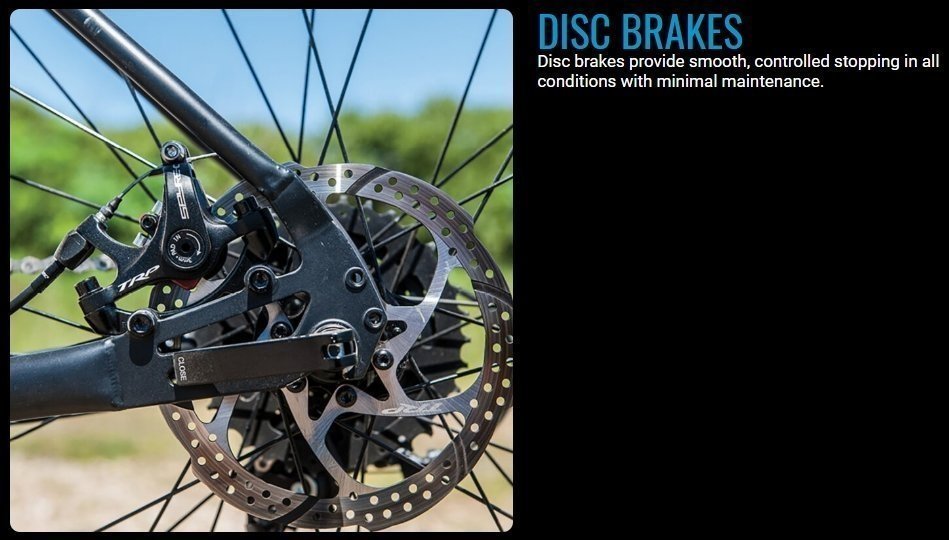 DISC BRAKES
Disc brakes provide smooth, controlled stopping in all
conditions with minimal maintenance.
SPYRE
TRP
CLOSE
TRP